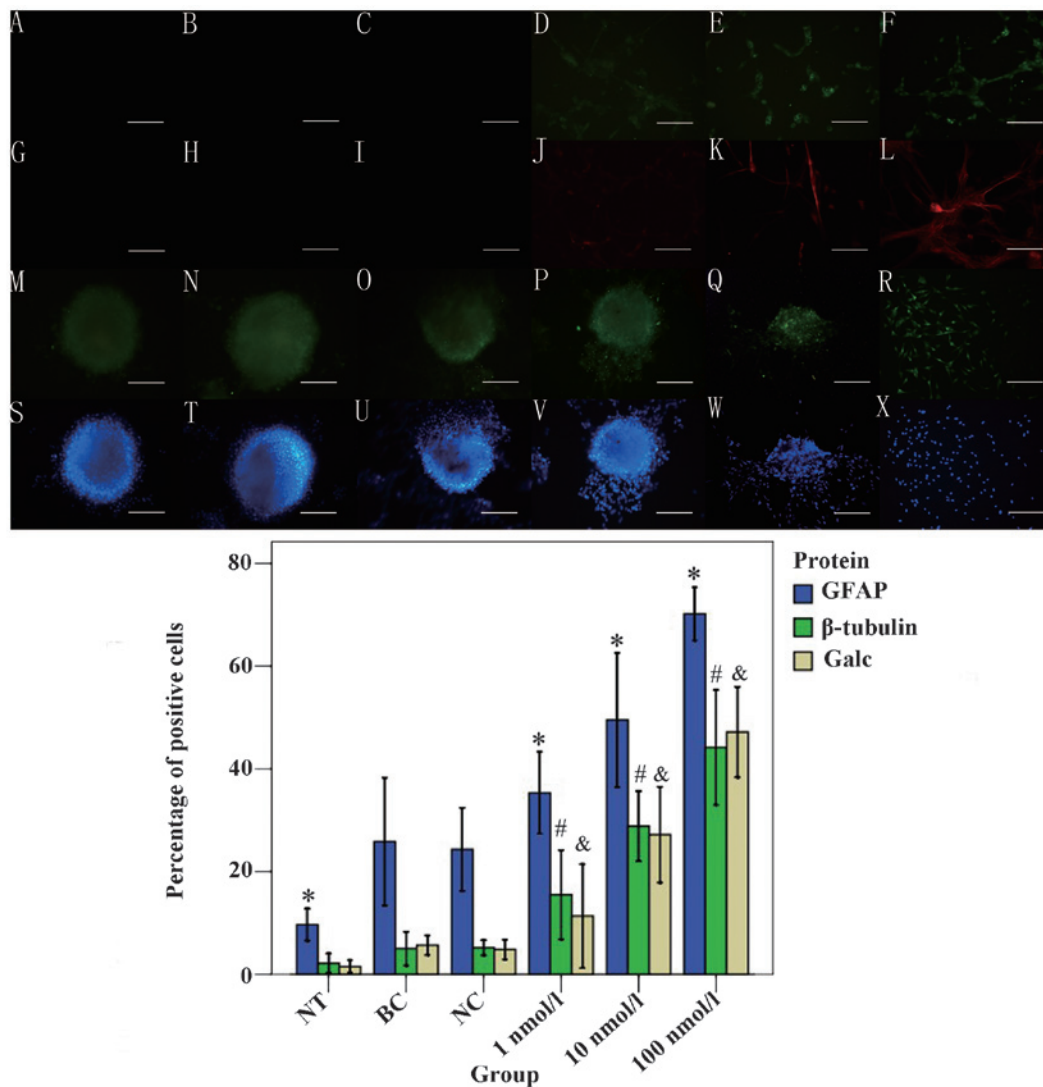 A B C D E F
G H I J K L
M N O P Q R
S T U V W X
Protein
GFAP
β-tubulin
Galc
Percentage of positive cells
80
60
40
20
0
*
*
# &
*
# &
*
# &
*
NT BC NC 1 nmol/l 10 nmol/l 100 nmol/l
Group